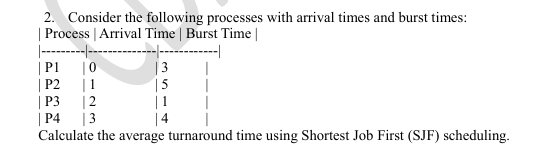 2. Consider the following processes with arrival times and burst times:
| Process | Arrival Time | Burst Time |
|---------|--------------|------------|
| P1 | 0 | 3 |
| P2 | 1 | 5 |
| P3 | 2 | 1 |
| P4 | 3 | 4 |
Calculate the average turnaround time using Shortest Job First (SJF) scheduling.